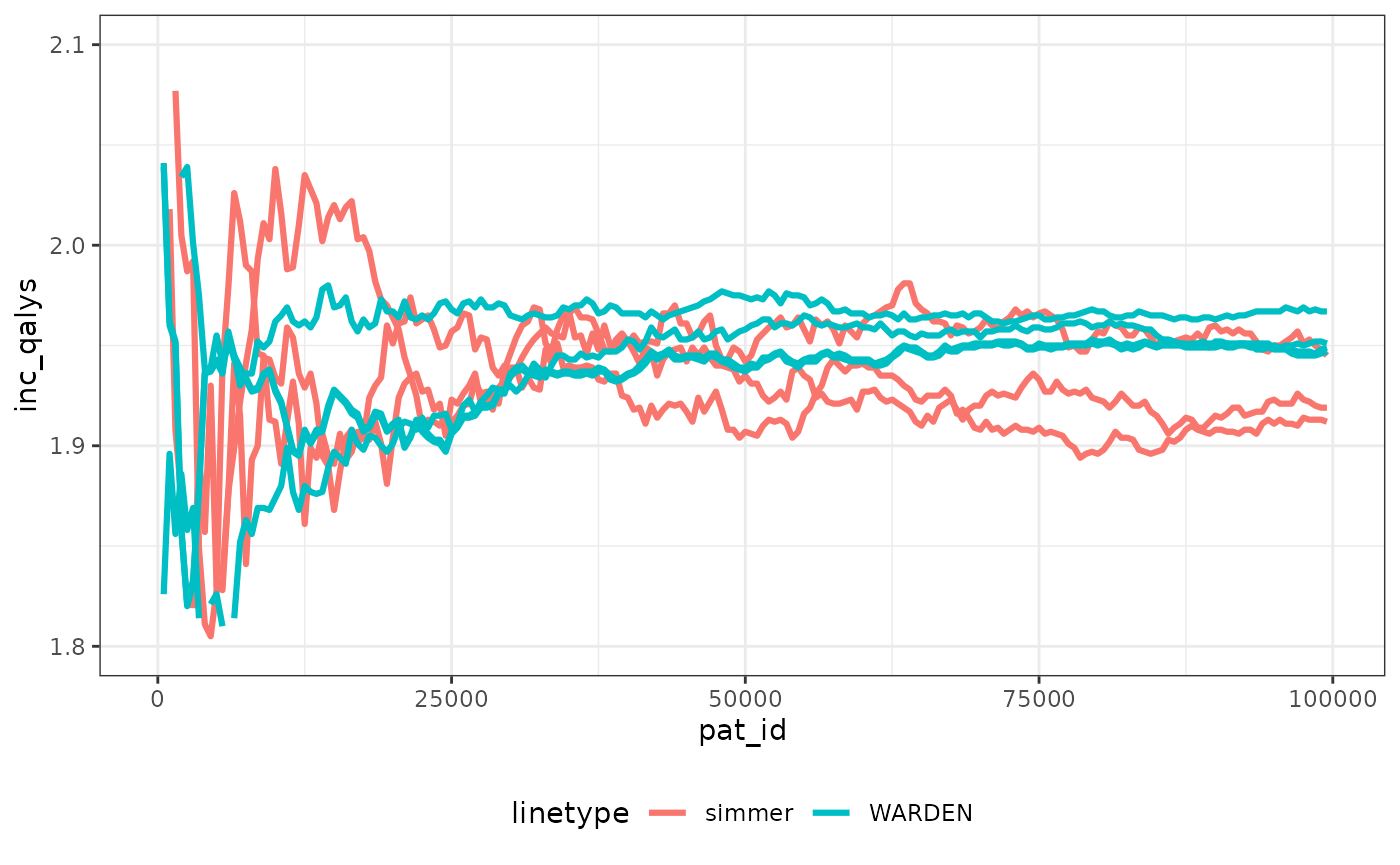 2.1
2.0
1.9
1.8
inc_qalys
0 25000 50000 75000 100000
pat_id
linetype simmer WARDEN